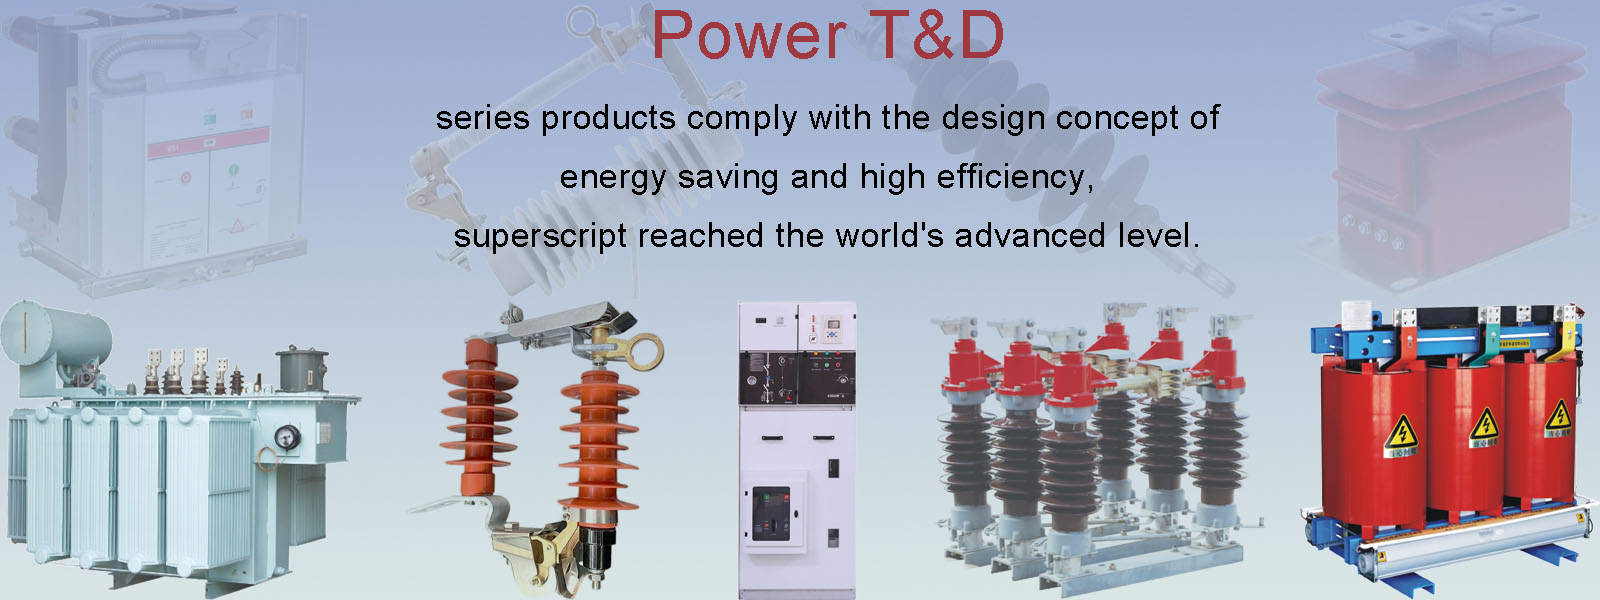 Power T&D
series products comply with the design concept of
energy saving and high efficiency,
superscript reached the world's advanced level.
VS1